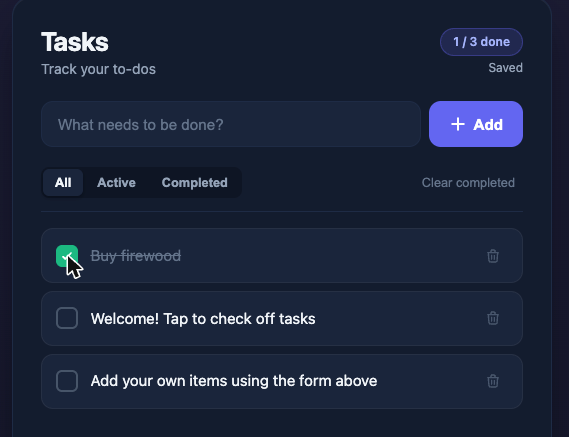 Tasks
1 / 3 done
Track your to-dos
Saved
What needs to be done?
+ Add
All
Active
Completed
Clear completed
Buy firewood
Welcome! Tap to check off tasks
Add your own items using the form above